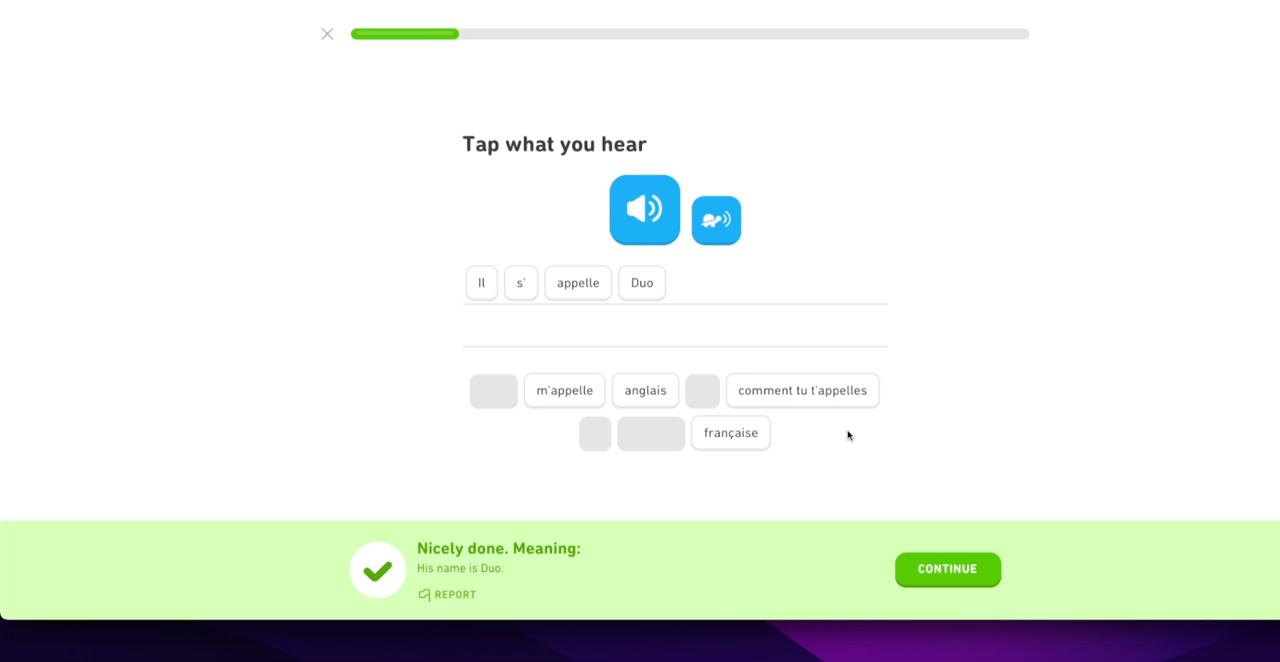 Tap what you hear
Il s' appelle Duo
m'appelle anglais comment tu t'appelles
française
Nicely done. Meaning:
His name is Duo.
REPORT
CONTINUE